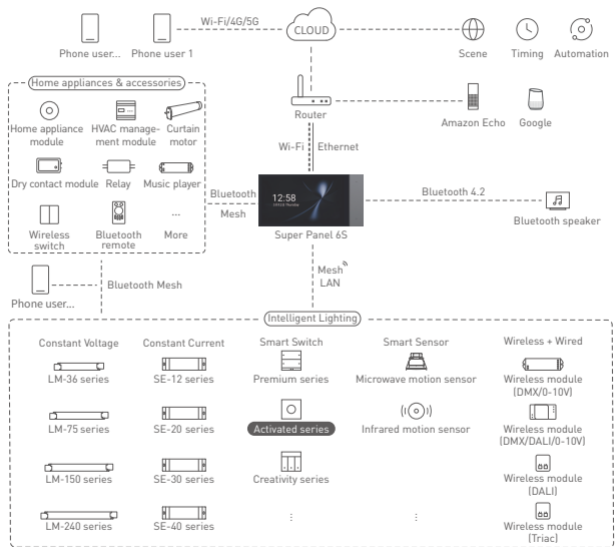 Wi-Fi/4G/5G
CLOUD
Phone user...
Phone user 1
Scene
Timing
Automation
Home appliances & accessories
Router
Amazon Echo
Google
Home appliance
module
HVAC manage-
ment module
Curtain
motor
Wi-Fi
Ethernet
Dry contact module
Relay
Music player
Bluetooth
Mesh
12:58
Super Panel 6S
Bluetooth 4.2
Bluetooth speaker
Wireless
switch
Bluetooth
remote
...
More
Mesh
LAN
Phone user...
Bluetooth Mesh
Intelligent Lighting
Constant Voltage
Constant Current
Smart Switch
Smart Sensor
Wireless + Wired
LM-36 series
SE-12 series
Premium series
Microwave motion sensor
Wireless module
(DMX/0-10V)
LM-75 series
SE-20 series
Activated series
Infrared motion sensor
Wireless module
(DMX/DALI/0-10V)
LM-150 series
SE-30 series
Creativity series
Wireless module
(DALI)
LM-240 series
SE-40 series
Wireless module
(Triac)